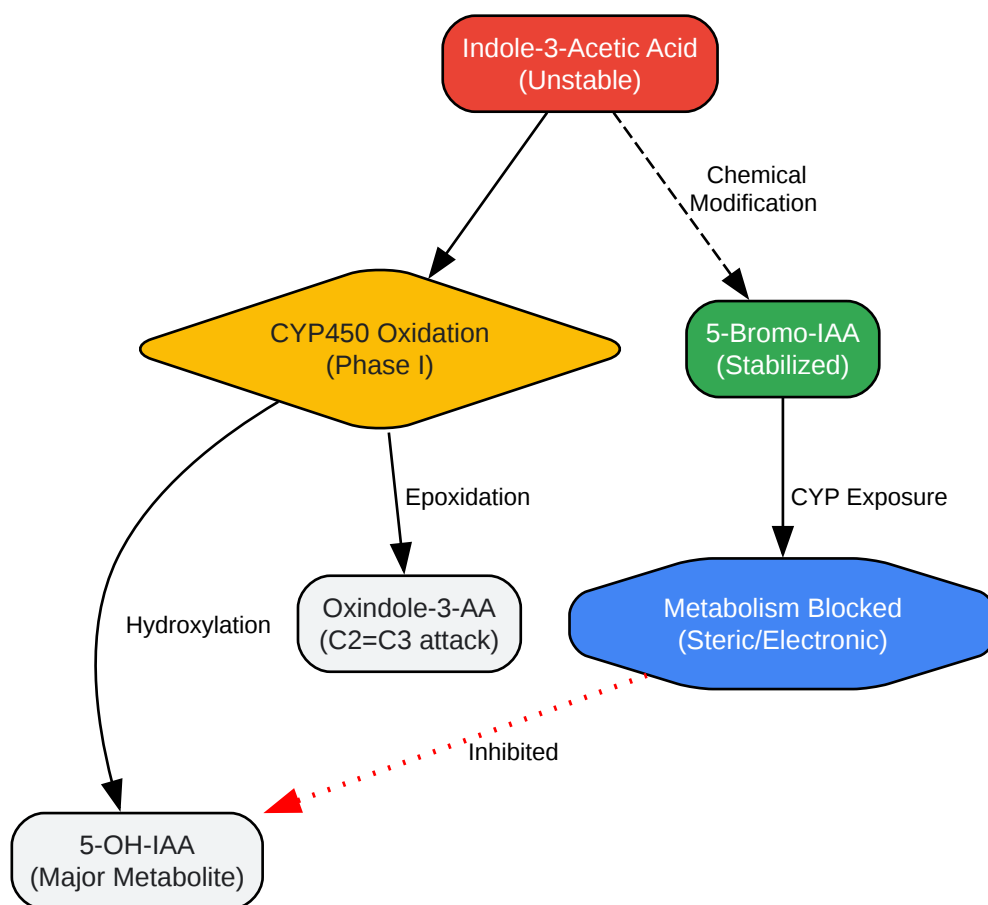 Indole-3-Acetic Acid
(Unstable)
Chemical
Modification
CYP450 Oxidation
(Phase I)
5-Bromo-IAA
(Stabilized)
Epoxidation
CYP Exposure
Hydroxylation
Oxindole-3-AA
(C2=C3 attack)
Metabolism Blocked
(Steric/Electronic)
Inhibited
5-OH-IAA
(Major Metabolite)